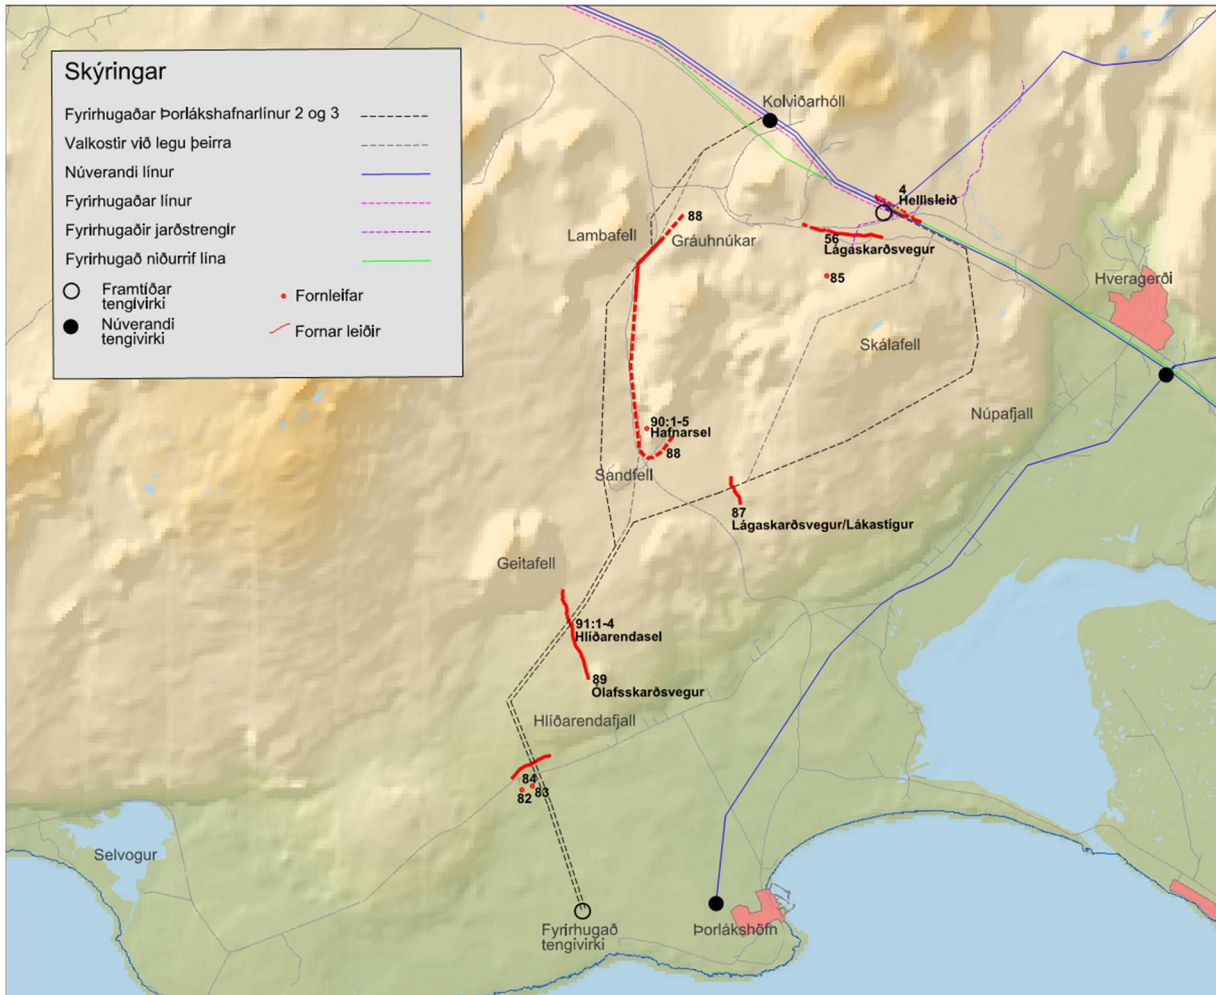 Skýringar
Fyrirhugaðar Þorlákshafnarlínur 2 og 3
Valkostir við legu þeirra
Núverandi línur
Fyrirhugaðar línur
Fyrirhugaðir jarðstrengir
Fyrirhugað niðurrif lína
Framtíðar
tengivirki
Núverandi
tengivirki
Fornleifar
Fornar leiðir
Kolviðarhóll
4
Hellisleið
88
Lambafell
Gráuhnúkar
56
Lágaskarðsvegur
85
Hveragerði
Skálafell
Núpafjall
90:1-5
Hafnarsel
88
Sandfell
87
Lágaskarðsvegur/Lákastígur
Geitafell
91:1-4
Hlíðarendasel
89
Ólafsskarðsvegur
Hlíðarendafjall
84
82
83
Selvogur
Fyrirhugað
tengivirki
Þorlákshöfn